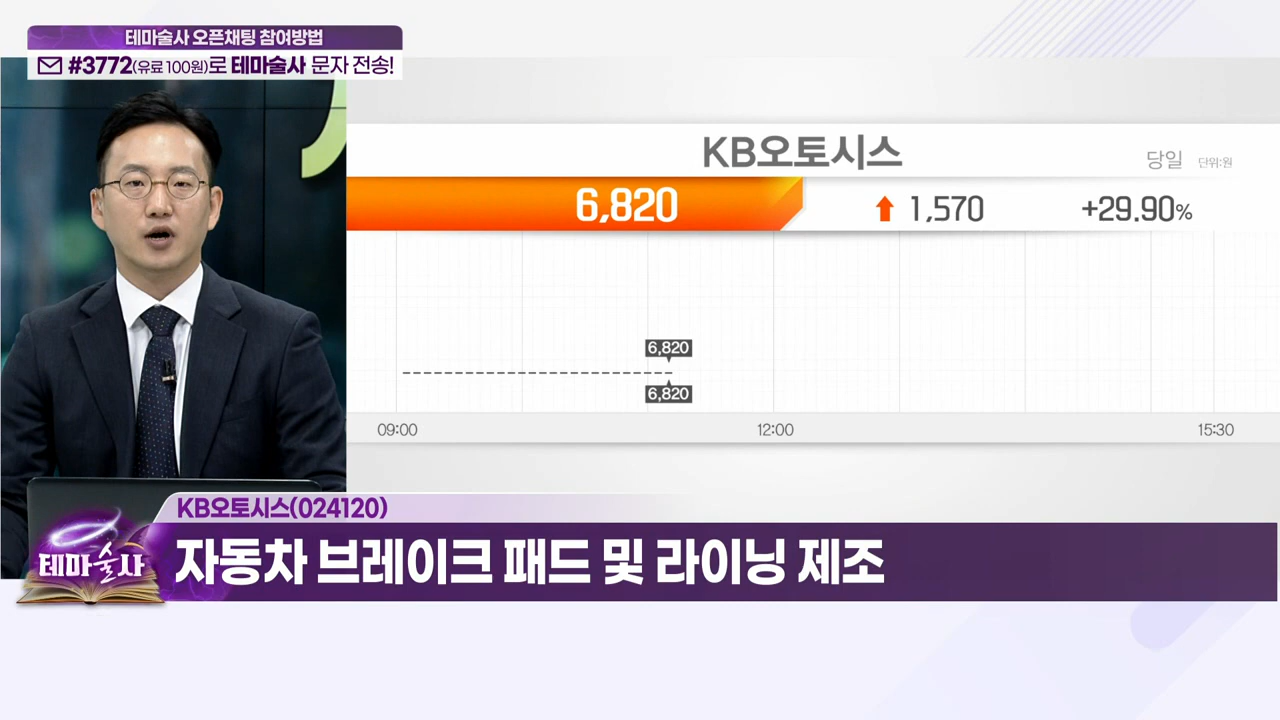 테마술사 오픈채팅 참여방법
#3772(유료 100원)로 테마술사 문자 전송!
KB오토시스
당일 단위:원
6,820 1,570 +29.90%
6,820
6,820
09:00 12:00 15:30
KB오토시스(024120)
테마술사
자동차 브레이크 패드 및 라이닝 제조